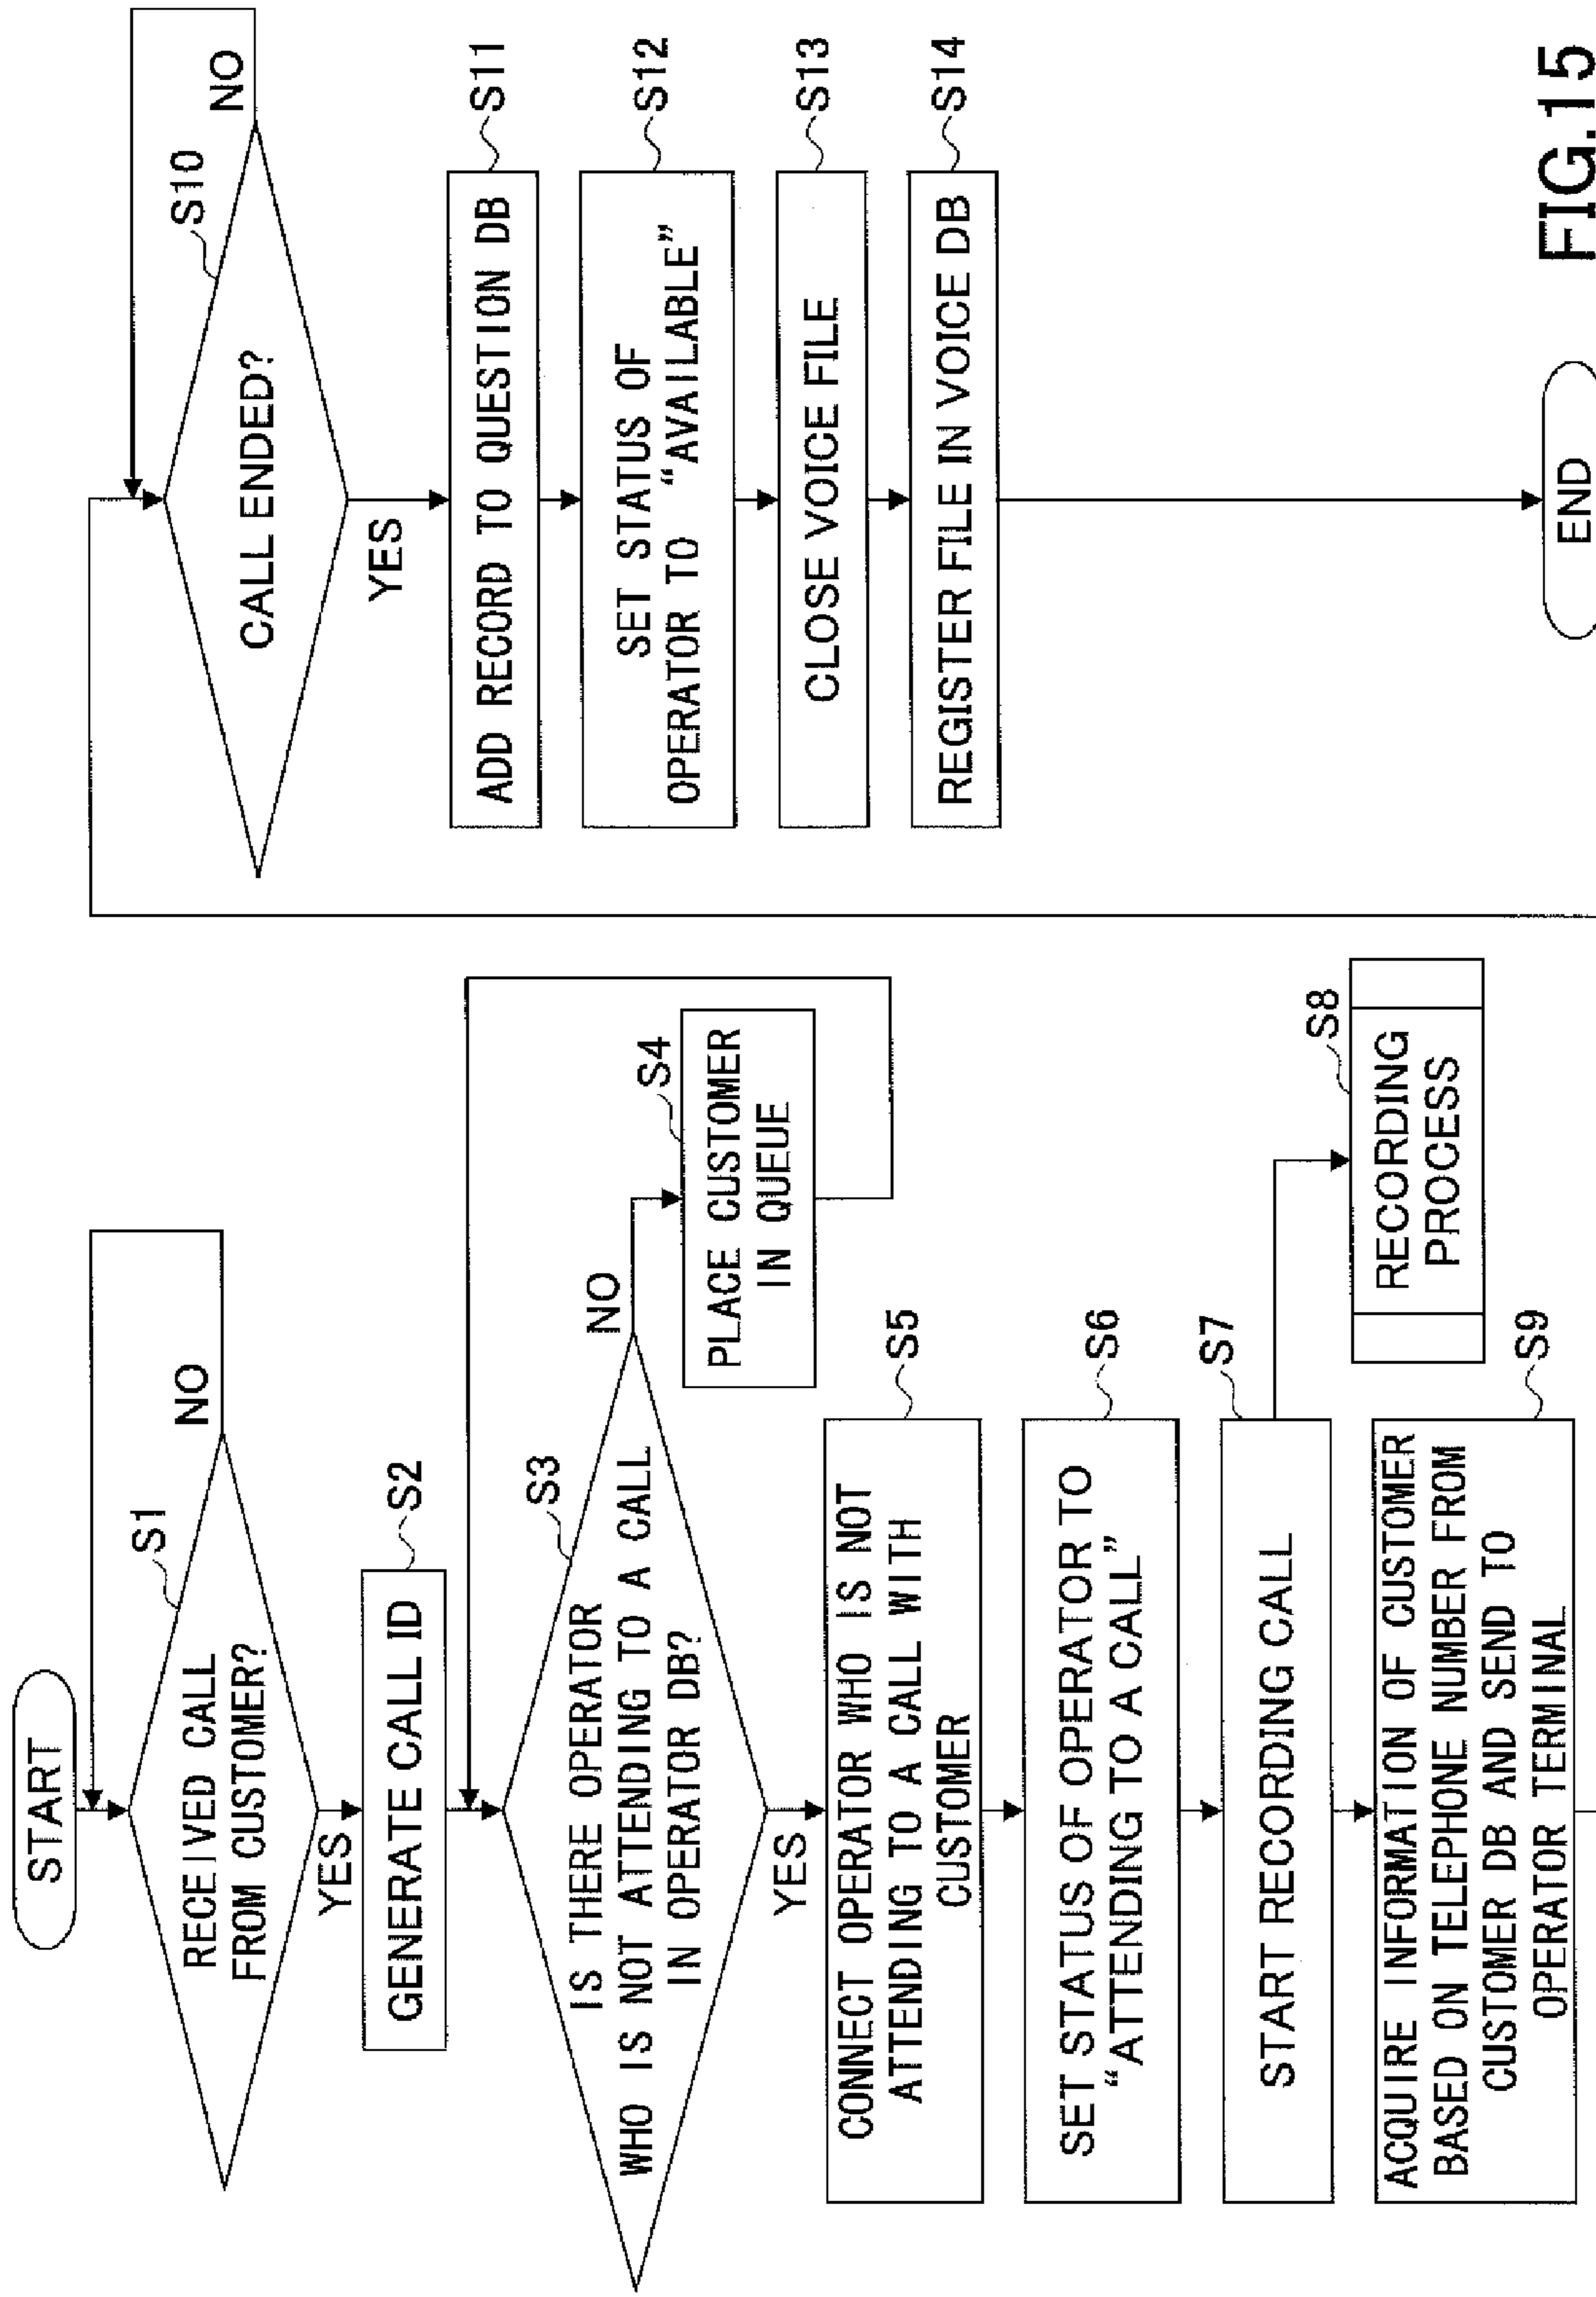 START
S1
RECEIVED CALL
FROM CUSTOMER?
NO
YES
S2
GENERATE CALL ID
S3
IS THERE OPERATOR
WHO IS NOT ATTENDING TO A CALL
IN OPERATOR DB?
NO
S4
PLACE CUSTOMER
IN QUEUE
YES
S5
CONNECT OPERATOR WHO IS NOT
ATTENDING TO A CALL WITH
CUSTOMER
S6
SET STATUS OF OPERATOR TO
“ATTENDING TO A CALL”
S7
START RECORDING CALL
S8
RECORDING
PROCESS
S9
ACQUIRE INFORMATION OF CUSTOMER
BASED ON TELEPHONE NUMBER FROM
CUSTOMER DB AND SEND TO
OPERATOR TERMINAL
S10
CALL ENDED?
NO
YES
S11
ADD RECORD TO QUESTION DB
S12
SET STATUS OF
OPERATOR TO “AVAILABLE”
S13
CLOSE VOICE FILE
S14
REGISTER FILE IN VOICE DB
END
FIG.15